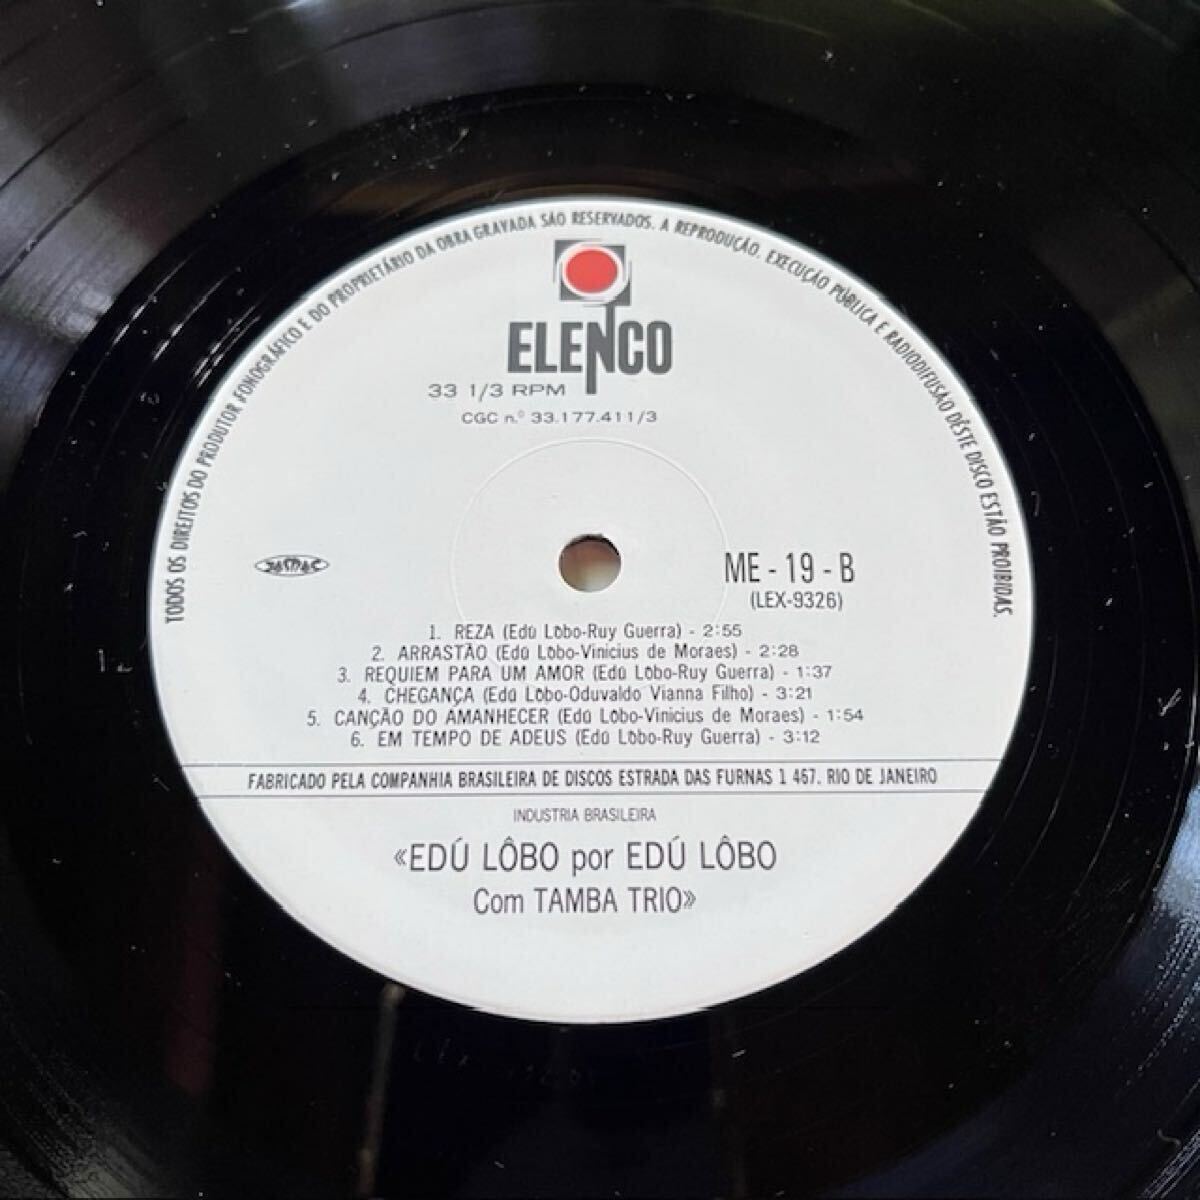 TODOS OS DIREITOS DO PRODUTOR FONOGRÁFICO E DO PROPRIETÁRIO DA OBRA GRAVADA SÃO RESERVADOS. A REPRODUÇÃO, EXECUÇÃO PÚBLICA E RADIODIFUSÃO DÊSTE DISCO ESTÃO PROIBIDAS.
ELENCO
33 1/3 RPM
CGC n.º 33.177.411/3
JASRAC
ME - 19 - B
(LEX-9326)
1. REZA (Edú Lôbo-Ruy Guerra) - 2:55
2. ARRASTÃO (Edú Lôbo-Vinicius de Moraes) - 2:28
3. REQUIEM PARA UM AMOR (Edú Lôbo-Ruy Guerra) - 1:37
4. CHEGANÇA (Edú Lôbo-Oduvaldo Vianna Filho) - 3:21
5. CANÇÃO DO AMANHECER (Edú Lôbo-Vinicius de Moraes) - 1:54
6. EM TEMPO DE ADEUS (Edú Lôbo-Ruy Guerra) - 3:12
FABRICADO PELA COMPANHIA BRASILEIRA DE DISCOS ESTRADA DAS FURNAS 1 467. RIO DE JANEIRO
INDUSTRIA BRASILEIRA
«EDÚ LÔBO por EDÚ LÔBO
Com TAMBA TRIO»